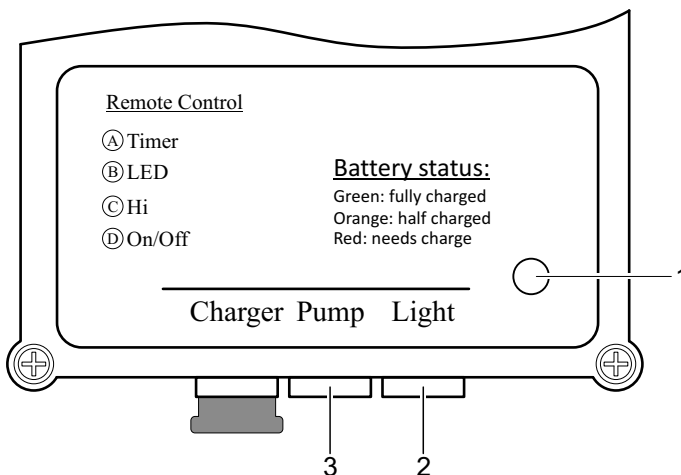 Remote Control
Ⓐ Timer
Ⓑ LED
Ⓒ Hi
Ⓓ On/Off
Battery status:
Green: fully charged
Orange: half charged
Red: needs charge
1
Charger Pump Light
3 2